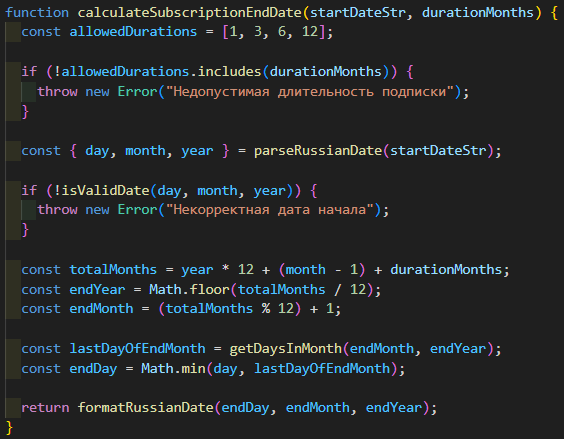 function calculateSubscriptionEndDate(startDateStr, durationMonths) {
const allowedDurations = [1, 3, 6, 12];
if (!allowedDurations.includes(durationMonths)) {
throw new Error("Недопустимая длительность подписки");
}
const { day, month, year } = parseRussianDate(startDateStr);
if (!isValidDate(day, month, year)) {
throw new Error("Некорректная дата начала");
}
const totalMonths = year * 12 + (month - 1) + durationMonths;
const endYear = Math.floor(totalMonths / 12);
const endMonth = (totalMonths % 12) + 1;
const lastDayOfEndMonth = getDaysInMonth(endMonth, endYear);
const endDay = Math.min(day, lastDayOfEndMonth);
return formatRussianDate(endDay, endMonth, endYear);
}